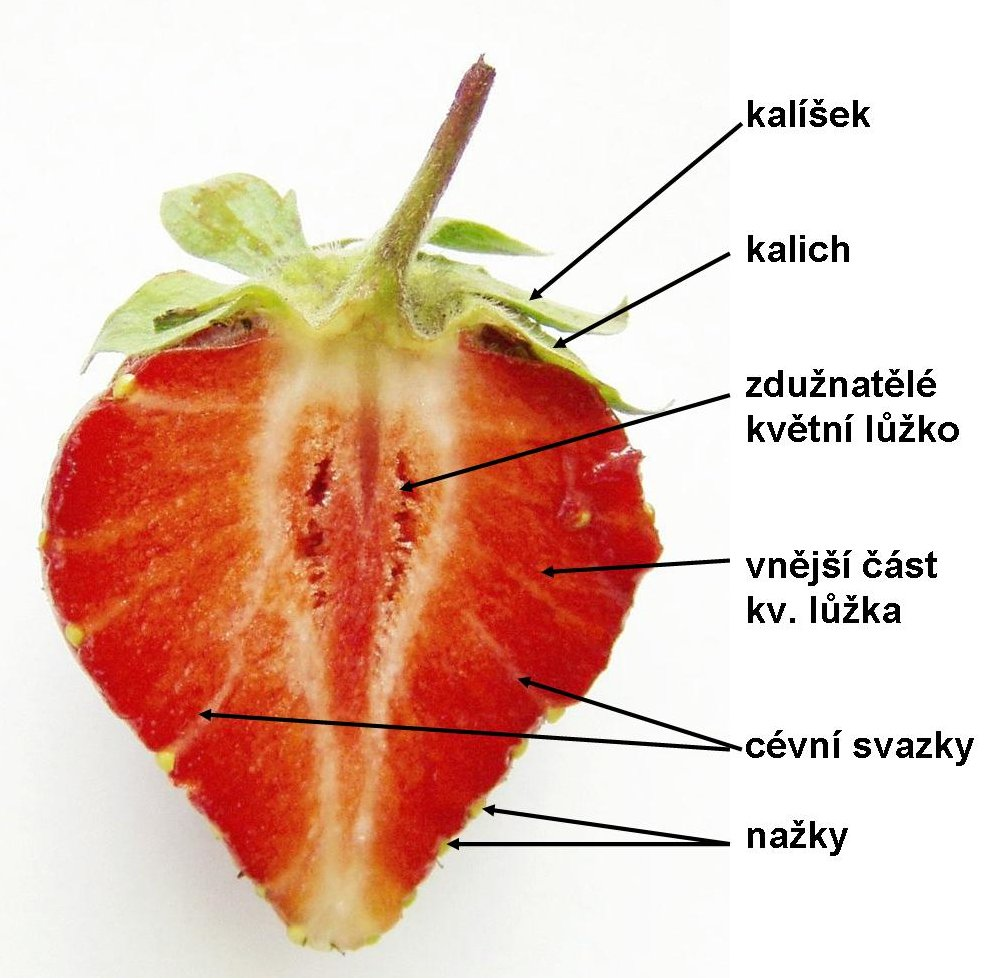 kalíšek
kalich
zdužnatělé
květní lůžko
vnější část
kv. lůžka
cévní svazky
nažky